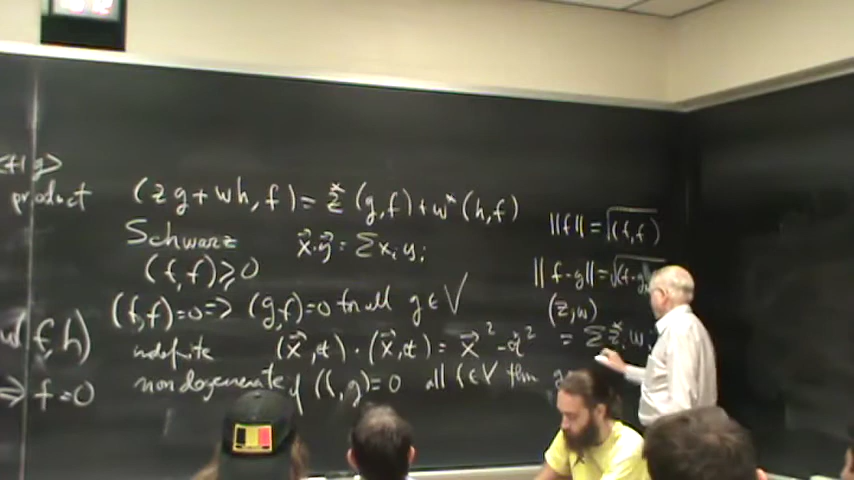 <f|g>
product
(zg+wh, f) = z* (g,f) + w* (h,f)
Schwarz
x⃗·y⃗ = Σ xᵢ yᵢ
(f,f) ≥ 0
(f,f)=0 => (g,f)=0 for all g ∈ V
indefinite (x⃗,t)·(x⃗,t) = x⃗² - t²
nondegenerate if (f,g)=0 all f ∈ V then
f,h)
=> f=0
||f|| = √(f,f)
||f-g|| = √(f-g
(z,w)
= Σ zᵢ* w